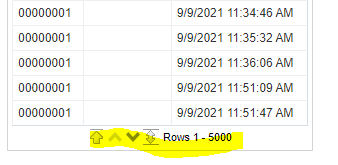 00000001 9/9/2021 11:34:46 AM
00000001 9/9/2021 11:35:32 AM
00000001 9/9/2021 11:36:06 AM
00000001 9/9/2021 11:51:09 AM
00000001 9/9/2021 11:51:47 AM
Rows 1 - 5000